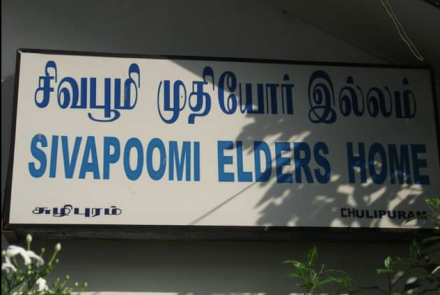 சிவபூமி முதியோர் இல்லம்
SIVAPOOMI ELDERS HOME
சுழிபுரம் CHULIPURAM